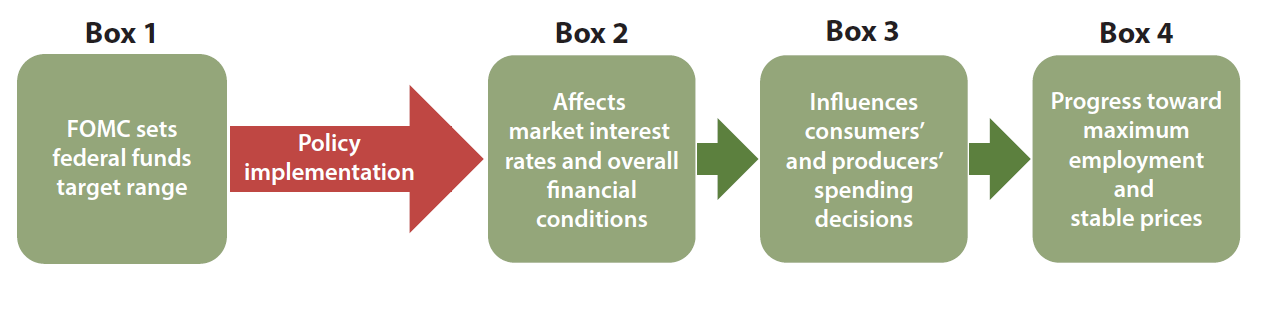 Box 1
FOMC sets
federal funds
target range
Policy
implementation
Box 2
Affects
market interest
rates and overall
financial
conditions
Box 3
Influences
consumers’
and producers’
spending
decisions
Box 4
Progress toward
maximum
employment
and
stable prices